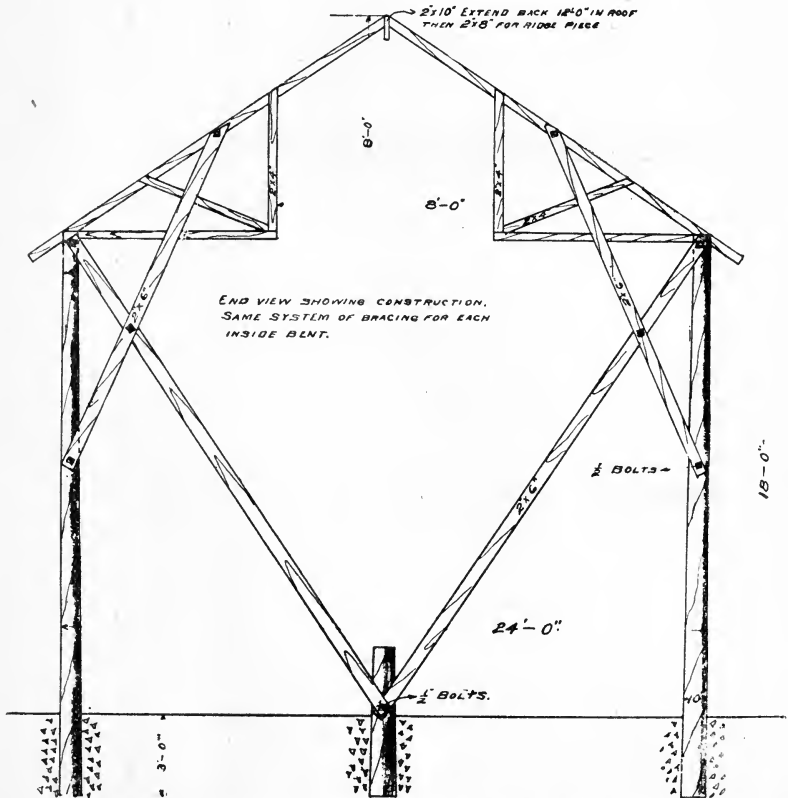 2"x10" EXTEND BACK 12'-0" IN ROOF
THEN 2"x8" FOR RIDGE PIECE
8'-0"
2"x4"
2"x4"
8'-0"
2"x4"
2"x6"
2"x6"
END VIEW SHOWING CONSTRUCTION.
SAME SYSTEM OF BRACING FOR EACH
INSIDE BENT.
BOLTS
18-0"
2"x6"
24'-0"
1/2" BOLTS.
3'-0"